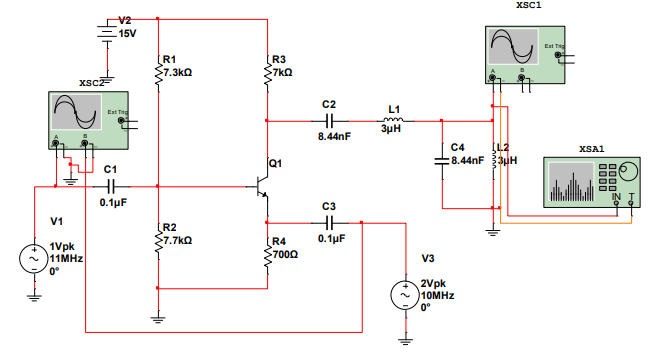 XSC1
V2
15V
Ext Trig
A
B
XSC2
Ext Trig
A
B
R1
7.3kΩ
R3
7kΩ
C2
8.44nF
L1
3µH
C4
8.44nF
L2
3µH
XSA1
IN T
Q1
C1
0.1µF
C3
0.1µF
V1
1Vpk
11MHz
0°
R2
7.7kΩ
R4
700Ω
V3
2Vpk
10MHz
0°